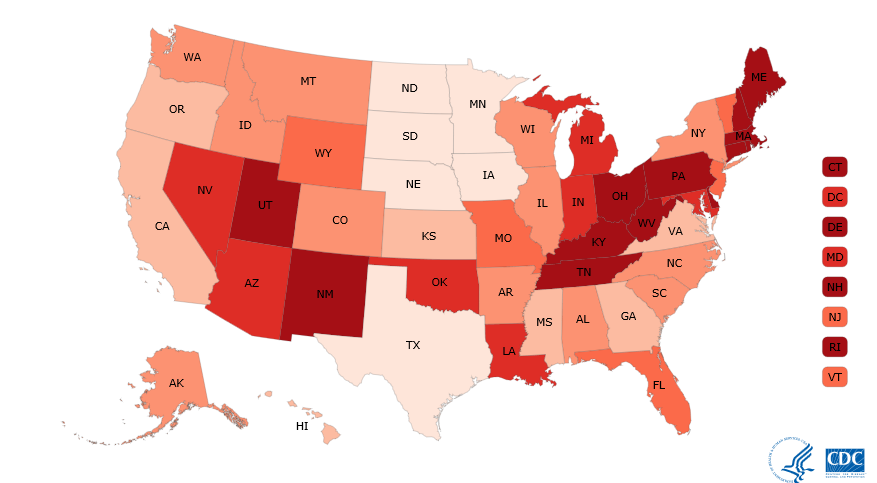 WA
MT
ND
MN
ME
OR
ID
SD
WI
MI
NY
MA
WY
NE
IA
PA
CT
NV
UT
CO
IL
IN
OH
WV
DC
CA
KS
MO
KY
VA
DE
AZ
NM
OK
AR
TN
NC
MD
SC
NH
TX
LA
MS
AL
GA
NJ
RI
AK
FL
VT
HI
CDC